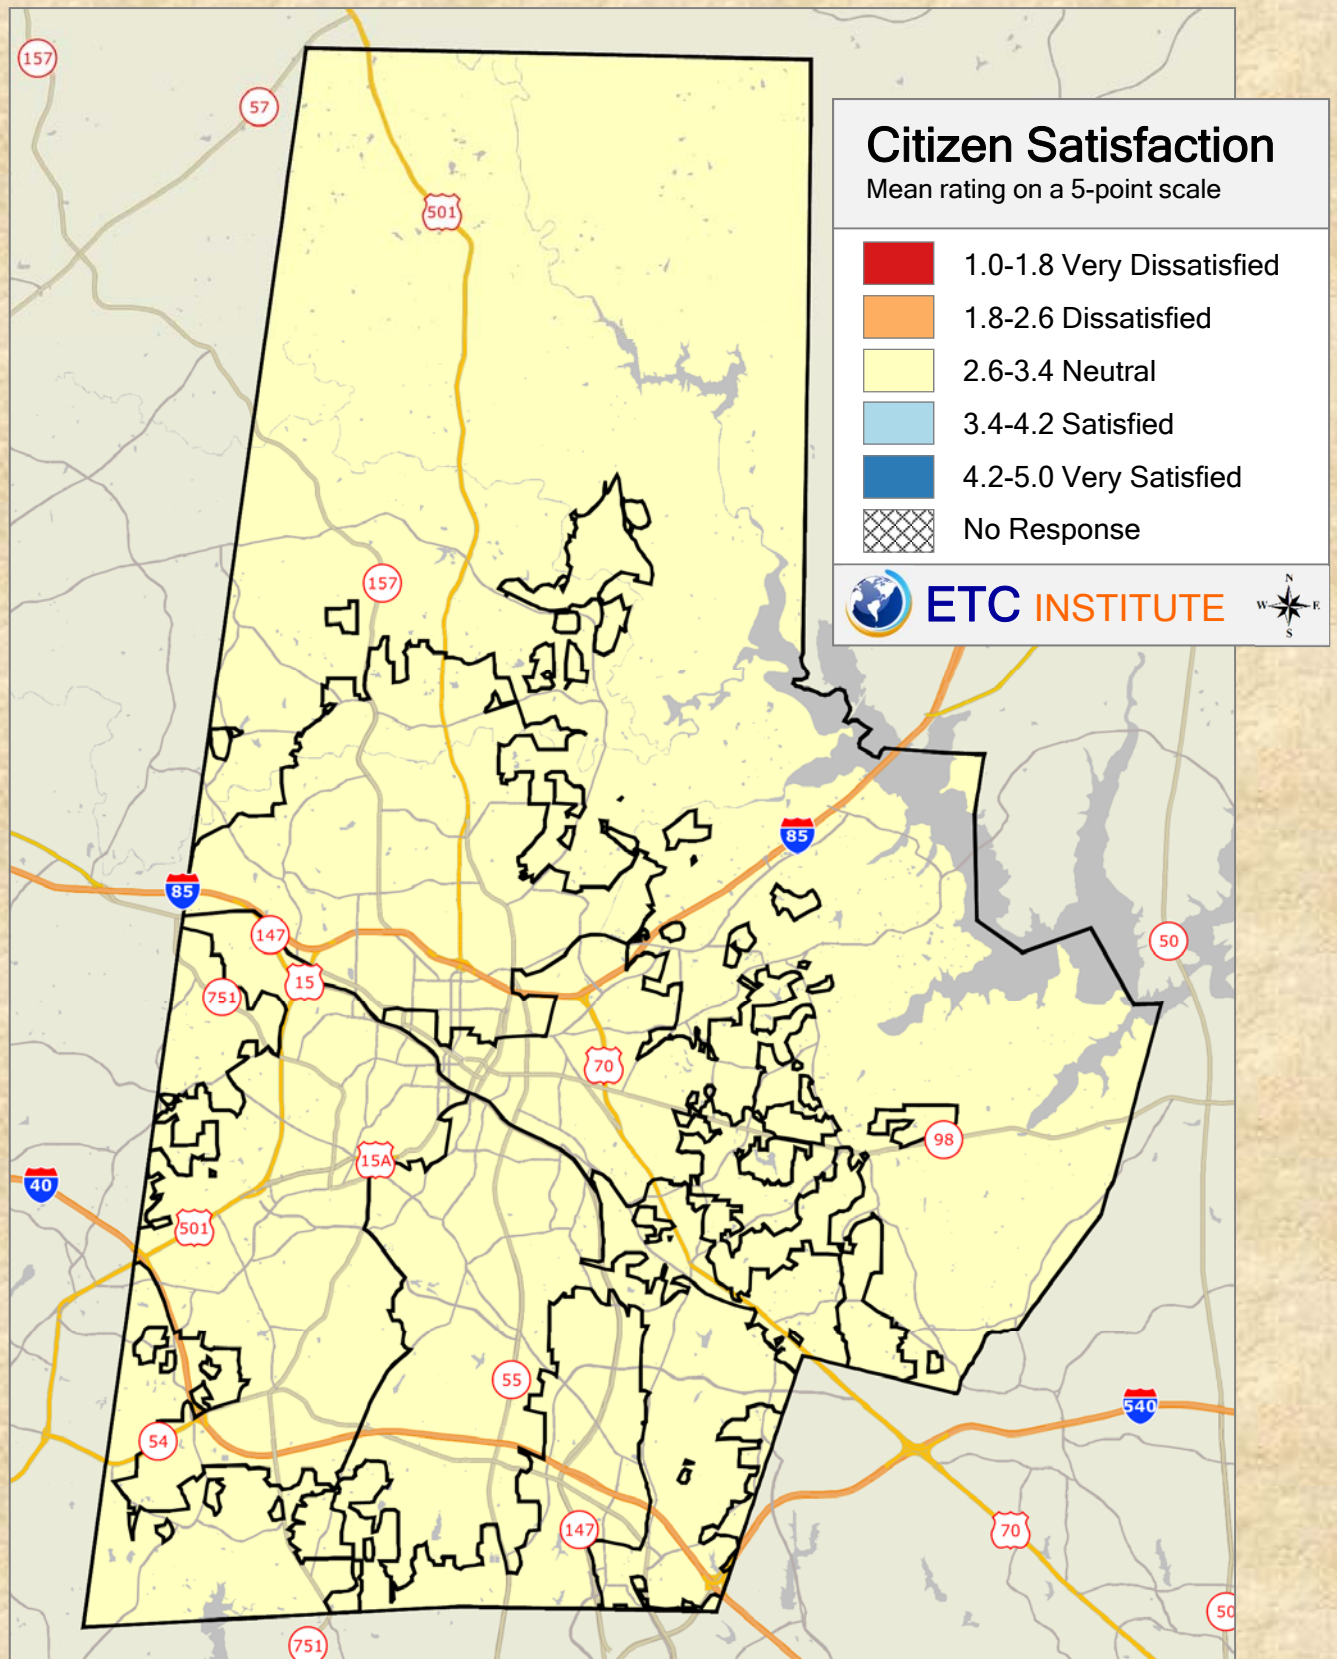 157
57
501
Citizen Satisfaction
Mean rating on a 5-point scale
1.0-1.8 Very Dissatisfied
1.8-2.6 Dissatisfied
2.6-3.4 Neutral
3.4-4.2 Satisfied
4.2-5.0 Very Satisfied
No Response
ETC INSTITUTE
N
W E
S
157
85
85
147
50
15
751
70
98
15A
40
501
55
540
54
147
70
50
751